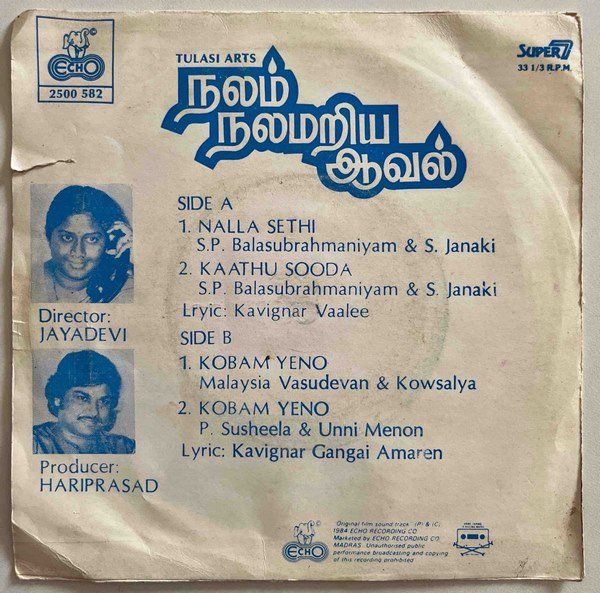 ECHO
2500 582
TULASI ARTS
SUPER 7
33 1/3 R.P.M.
நலம்
நலமறிய
ஆவல்
SIDE A
1. NALLA SETHI
S.P. Balasubrahmaniyam & S. Janaki
2. KAATHU SOODA
S.P. Balasubrahmaniyam & S. Janaki
Lryic: Kavignar Vaalee
Director:
JAYADEVI
SIDE B
1. KOBAM YENO
Malaysia Vasudevan & Kowsalya
2. KOBAM YENO
P. Susheela & Unni Menon
Lyric: Kavignar Gangai Amaren
Producer:
HARIPRASAD
ECHO
Original film sound track (P) & (C)
1984 ECHO RECORDING CO.
Marketed by ECHO RECORDING CO.
MADRAS. Unauthorised public
performance broadcasting and copying
of this recording prohibited